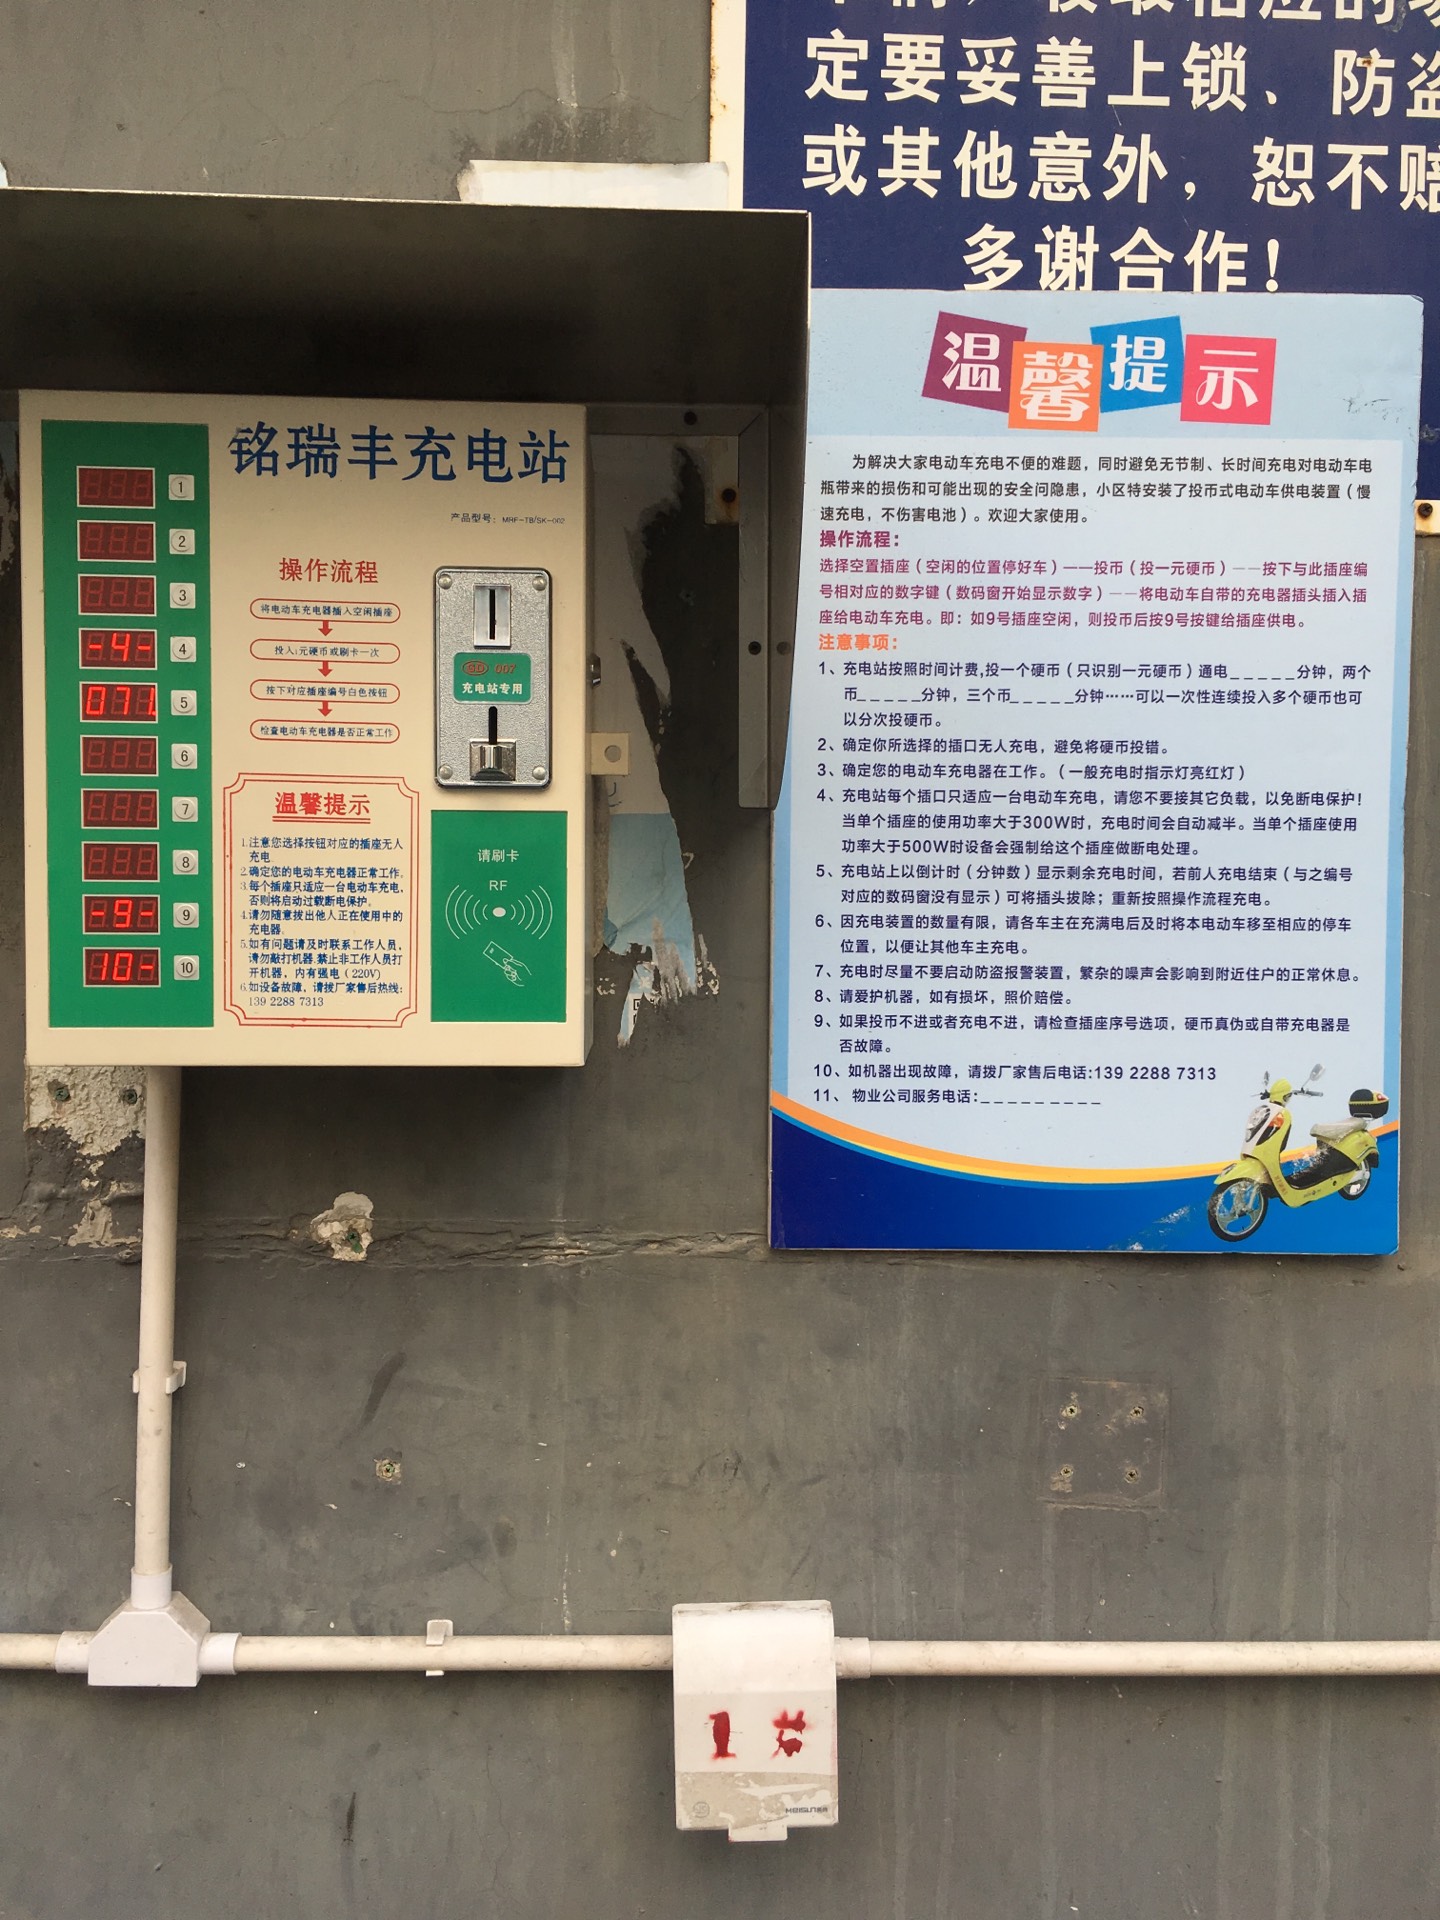 定要妥善上锁、防盗
或其他意外，恕不赔
多谢合作！
铭瑞丰充电站
产品型号：MRF-TB/SK-002
1
2
3
-4- 4
071. 5
6
7
8
-9- 9
10- 10
操作流程
将电动车充电器插入空闲插座
投入1元硬币或刷卡一次
按下对应插座编号白色按钮
检查电动车充电器是否正常工作
007
充电站专用
温馨提示
1.注意您选择按钮对应的插座无人
充电。
2.确定您的电动车充电器正常工作。
3.每个插座只适应一台电动车充电，
否则将启动过载断电保护。
4.请勿随意拔出他人正在使用中的
充电器。
5.如有问题请及时联系工作人员，
请勿敲打机器.禁止非工作人员打
开机器，内有强电（220V）
6.如设备故障，请拔厂家售后热线：
139 2288 7313
请刷卡
RF
温馨提示
为解决大家电动车充电不便的难题，同时避免无节制、长时间充电对电动车电
瓶带来的损伤和可能出现的安全问隐患，小区特安装了投币式电动车供电装置（慢
速充电，不伤害电池）。欢迎大家使用。
操作流程：
选择空置插座（空闲的位置停好车）——投币（投一元硬币）——按下与此插座编
号相对应的数字键（数码窗开始显示数字）——将电动车自带的充电器插头插入插
座给电动车充电。即：如9号插座空闲，则投币后按9号按键给插座供电。
注意事项：
1、充电站按照时间计费,投一个硬币（只识别一元硬币）通电_____分钟，两个
币_____分钟，三个币_____分钟……可以一次性连续投入多个硬币也可
以分次投硬币。
2、确定你所选择的插口无人充电，避免将硬币投错。
3、确定您的电动车充电器在工作。（一般充电时指示灯亮红灯）
4、充电站每个插口只适应一台电动车充电，请您不要接其它负载，以免断电保护！
当单个插座的使用功率大于300W时，充电时间会自动减半。当单个插座使用
功率大于500W时设备会强制给这个插座做断电处理。
5、充电站上以倒计时（分钟数）显示剩余充电时间，若前人充电结束（与之编号
对应的数码窗没有显示）可将插头拔除；重新按照操作流程充电。
6、因充电装置的数量有限，请各车主在充满电后及时将本电动车移至相应的停车
位置，以便让其他车主充电。
7、充电时尽量不要启动防盗报警装置，繁杂的噪声会影响到附近住户的正常休息。
8、请爱护机器，如有损坏，照价赔偿。
9、如果投币不进或者充电不进，请检查插座序号选项，硬币真伪或自带充电器是
否故障。
10、如机器出现故障，请拨厂家售后电话:139 2288 7313
11、物业公司服务电话:_________
1#